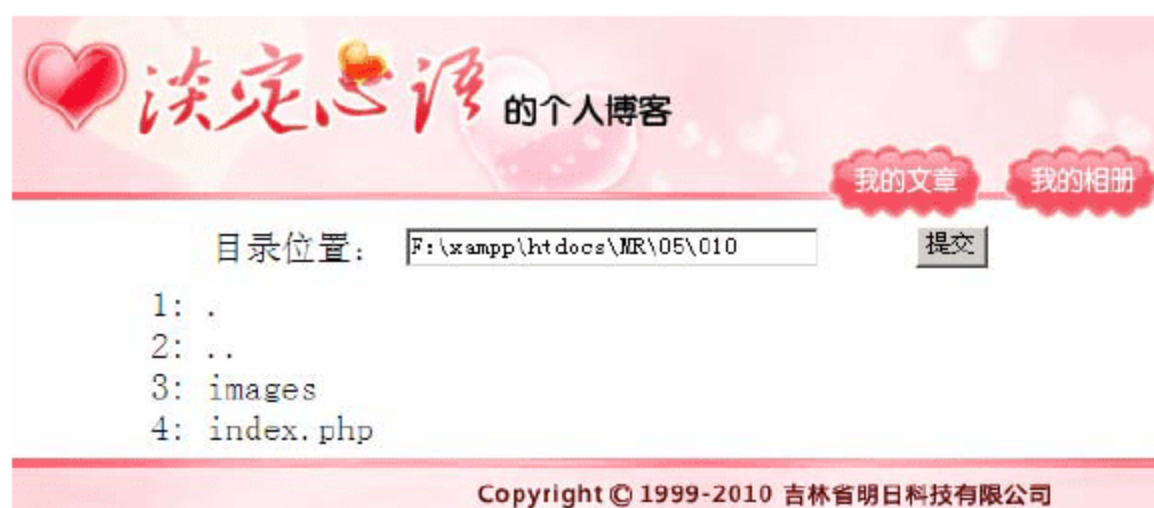 淡定心语 的个人博客
我的文章 我的相册
目录位置： F:\xampp\htdocs\MR\05\010 提交
1: .
2: ..
3: images
4: index.php
Copyright © 1999-2010 吉林省明日科技有限公司